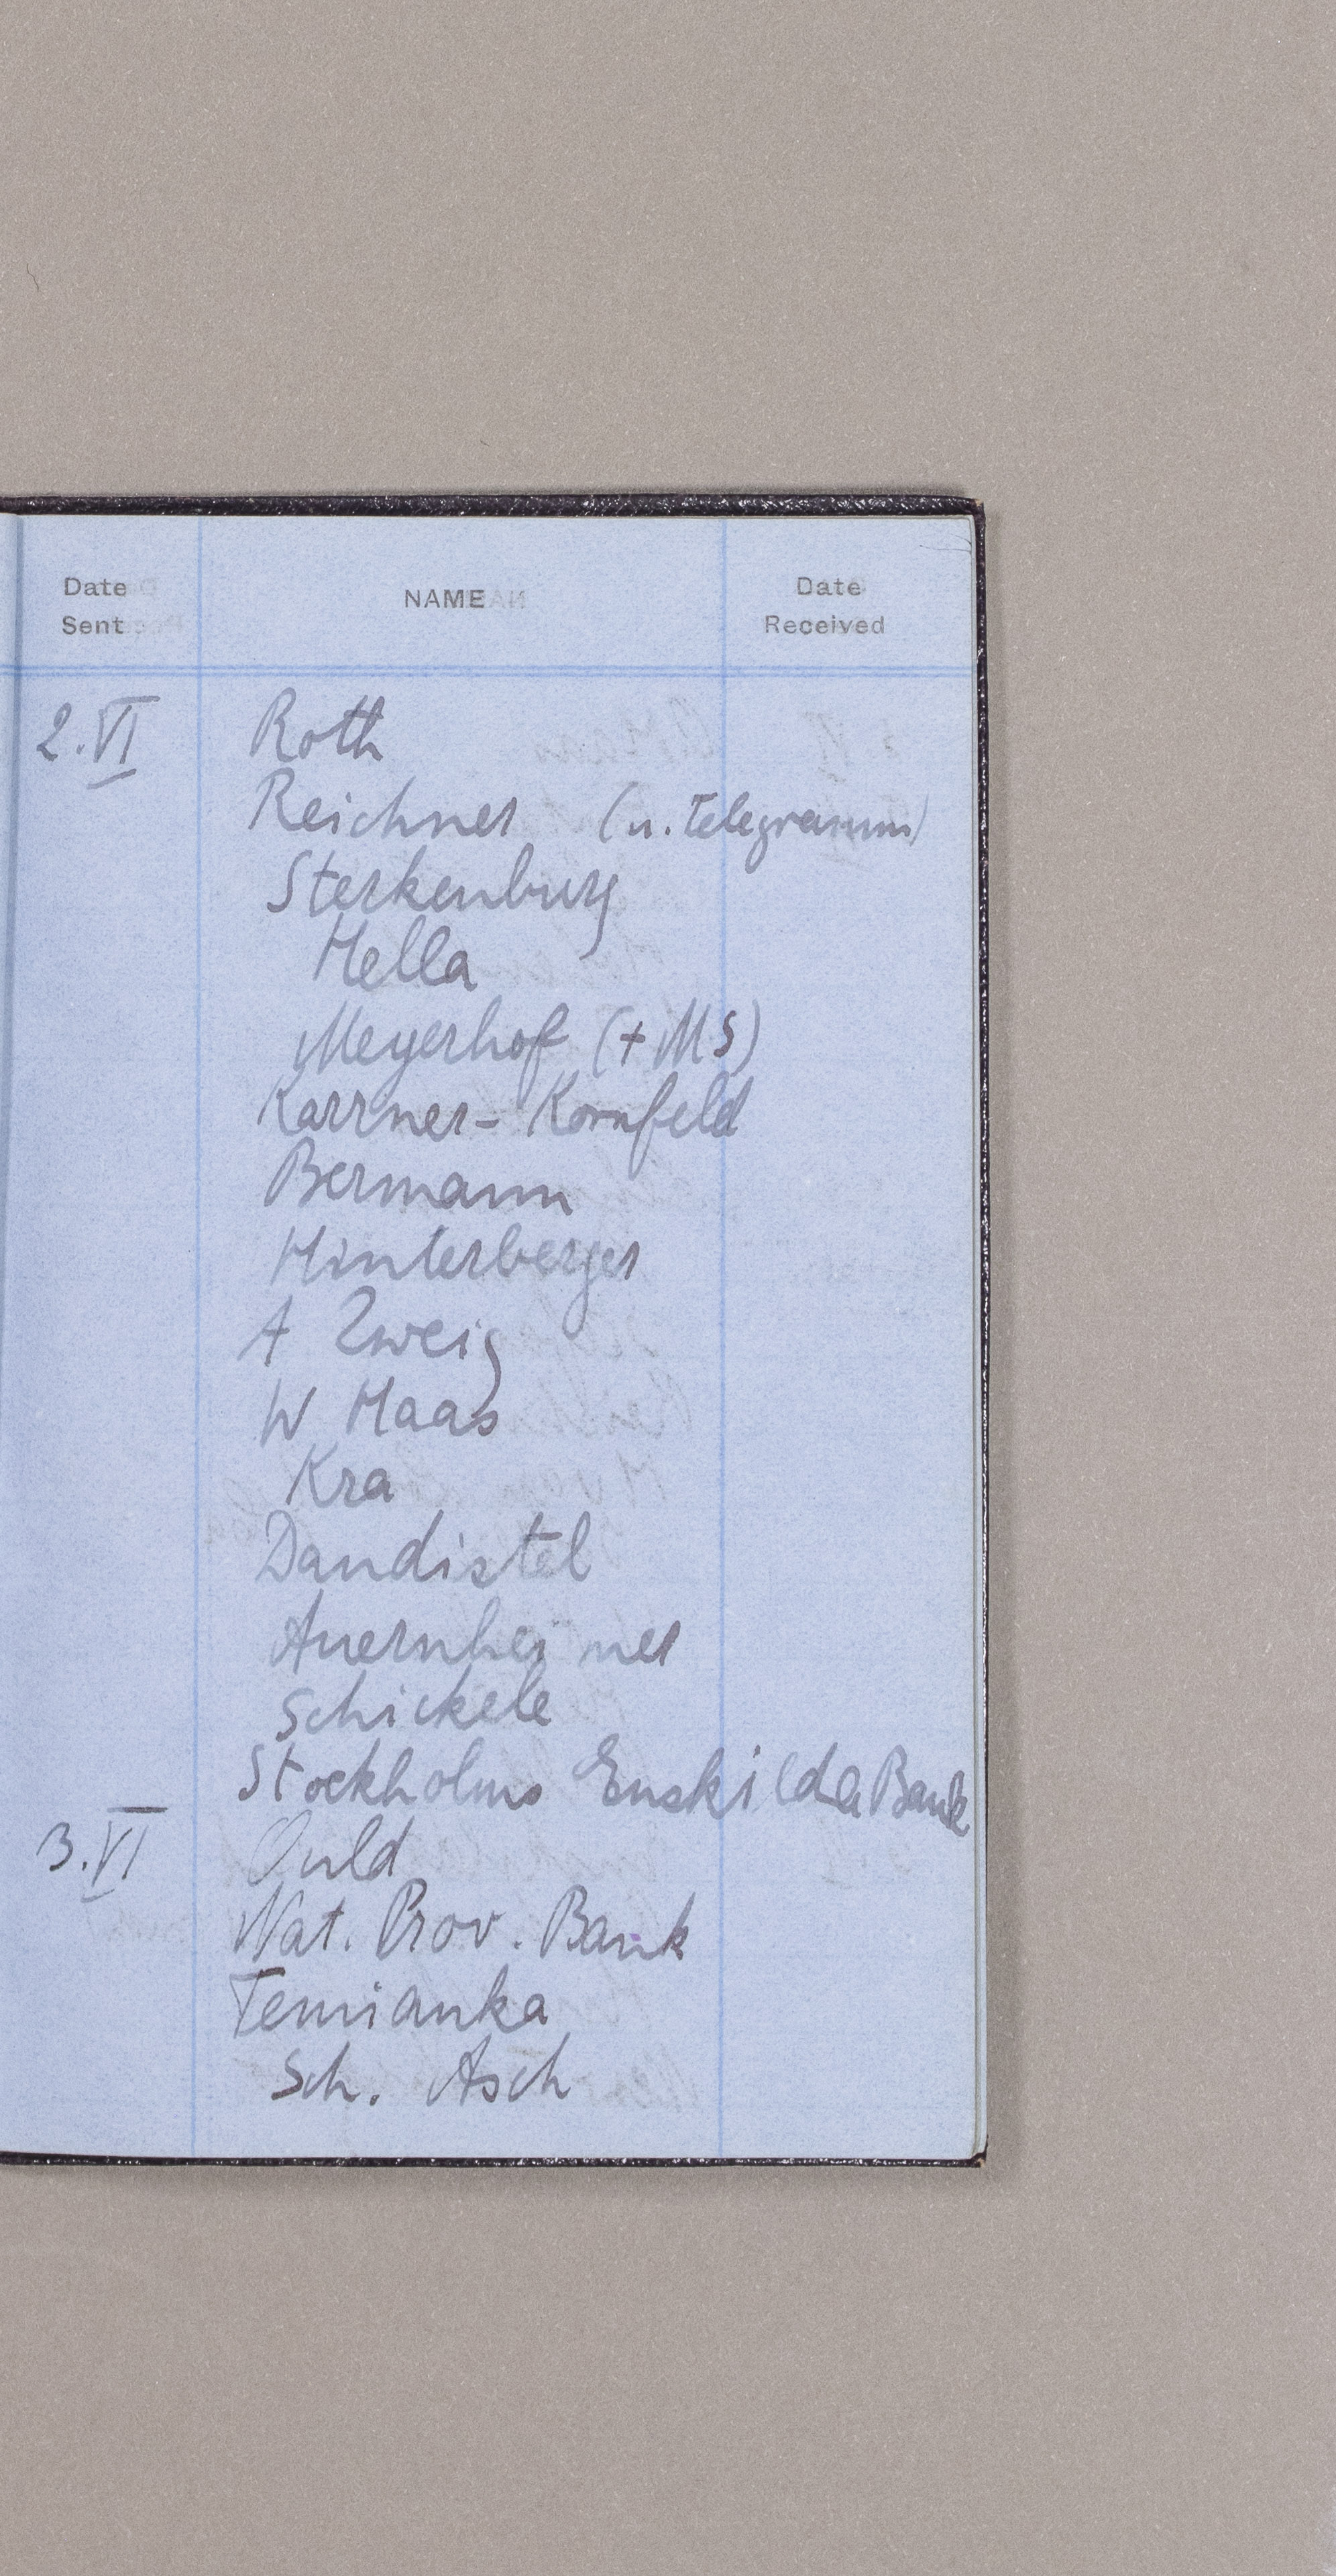 Date Sent NAME Date Received
2.VI Roth
Reichner (u. Telegramm)
Sterkenburg
Hella
Meyerhof (+ MS)
Karrner- Kornfeld
Bermann
Hinterberger
A Zweig
W Haas
Kra
Dandistel
Auernheimer
Schickele
Stockholms Enskilda Bank
3.VI Ould
Nat. Prov. Bank
Temianka
Sch. Asch